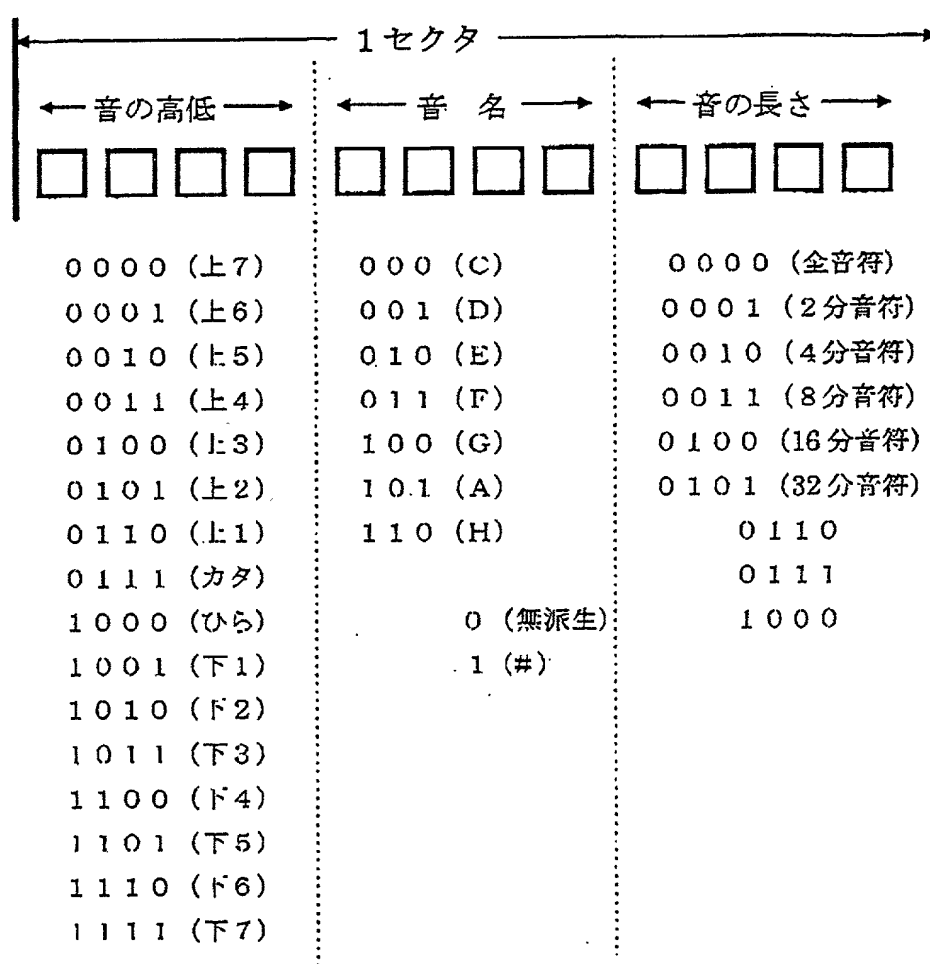 1セクタ
音の高低 音 名 音の長さ
0000 (上7) 000 (C) 0000 (全音符)
0001 (上6) 001 (D) 0001 (2分音符)
0010 (上5) 010 (E) 0010 (4分音符)
0011 (上4) 011 (F) 0011 (8分音符)
0100 (上3) 100 (G) 0100 (16分音符)
0101 (上2) 101 (A) 0101 (32分音符)
0110 (上1) 110 (H) 0110
0111 (カタ) 0111
1000 (ひら) 0 (無派生) 1000
1001 (下1) 1 (#)
1010 (下2)
1011 (下3)
1100 (下4)
1101 (下5)
1110 (下6)
1111 (下7)